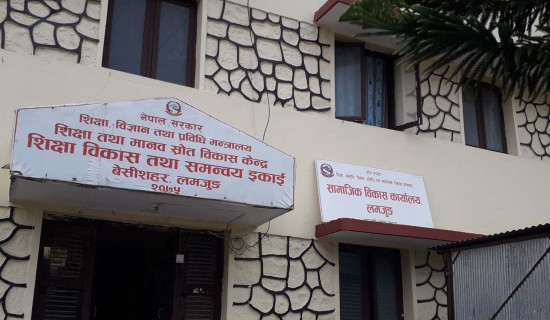 नेपाल सरकार
शिक्षा, विज्ञान तथा प्रविधि मन्त्रालय
शिक्षा तथा मानव स्रोत विकास केन्द्र
शिक्षा विकास तथा समन्वय इकाई
बेसीशहर, लमजुङ
२०७५
सामाजिक विकास कार्यालय
लमजुङ